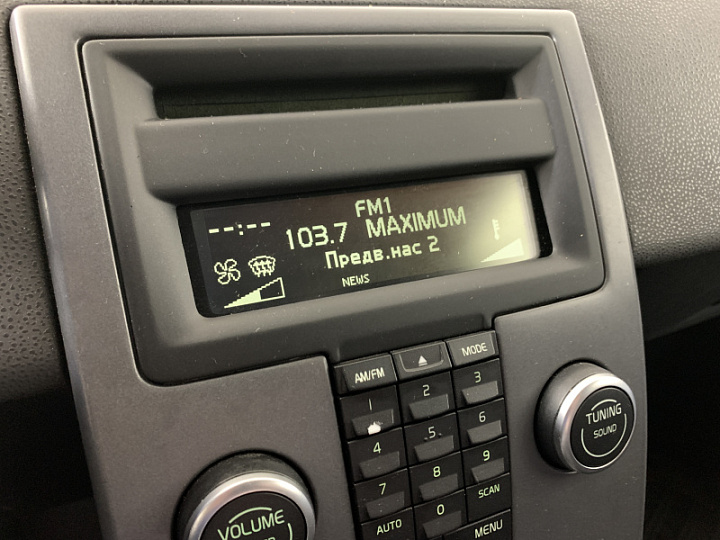 FM1
--:--
103.7 MAXIMUM
Предв.нас 2
NEWS
AM/FM
MODE
1
2
3
4
5
6
7
8
9
AUTO
0
SCAN
MENU
VOLUME
TUNING
SOUND